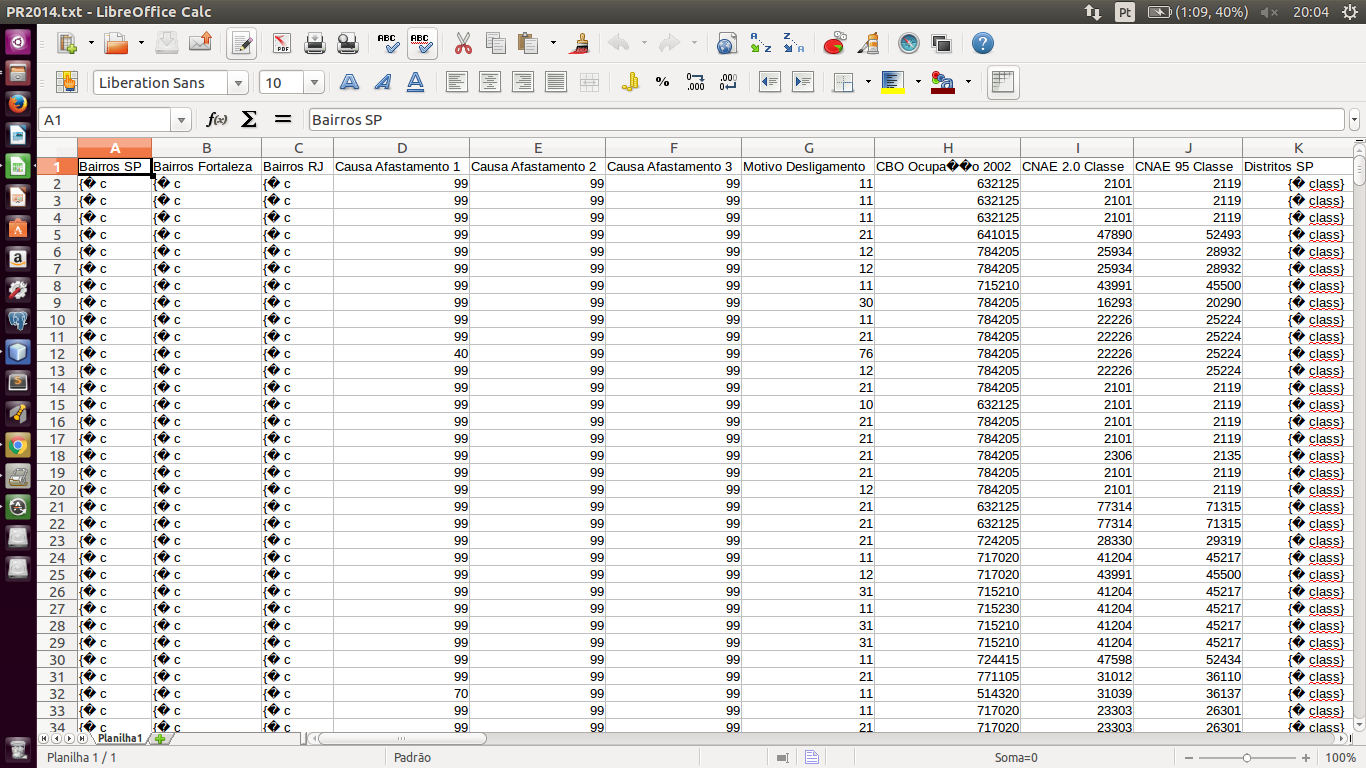 PR2014.txt - LibreOffice Calc Pt (1:09, 40%) 20:04
Liberation Sans 10
A1 Bairros SP
A B C D E F G H I J K
1 Bairros SP Bairros Fortaleza Bairros RJ Causa Afastamento 1 Causa Afastamento 2 Causa Afastamento 3 Motivo Desligamento CBO Ocupa��o 2002 CNAE 2.0 Classe CNAE 95 Classe Distritos SP
2 {� c {� c {� c 99 99 99 11 632125 2101 2119 {� class}
3 {� c {� c {� c 99 99 99 11 632125 2101 2119 {� class}
4 {� c {� c {� c 99 99 99 11 632125 2101 2119 {� class}
5 {� c {� c {� c 99 99 99 21 641015 47890 52493 {� class}
6 {� c {� c {� c 99 99 99 12 784205 25934 28932 {� class}
7 {� c {� c {� c 99 99 99 12 784205 25934 28932 {� class}
8 {� c {� c {� c 99 99 99 11 715210 43991 45500 {� class}
9 {� c {� c {� c 99 99 99 30 784205 16293 20290 {� class}
10 {� c {� c {� c 99 99 99 11 784205 22226 25224 {� class}
11 {� c {� c {� c 99 99 99 21 784205 22226 25224 {� class}
12 {� c {� c {� c 40 99 99 76 784205 22226 25224 {� class}
13 {� c {� c {� c 99 99 99 12 784205 22226 25224 {� class}
14 {� c {� c {� c 99 99 99 21 784205 2101 2119 {� class}
15 {� c {� c {� c 99 99 99 10 632125 2101 2119 {� class}
16 {� c {� c {� c 99 99 99 21 784205 2101 2119 {� class}
17 {� c {� c {� c 99 99 99 21 784205 2101 2119 {� class}
18 {� c {� c {� c 99 99 99 21 784205 2306 2135 {� class}
19 {� c {� c {� c 99 99 99 21 784205 2101 2119 {� class}
20 {� c {� c {� c 99 99 99 12 784205 2101 2119 {� class}
21 {� c {� c {� c 99 99 99 21 632125 77314 71315 {� class}
22 {� c {� c {� c 99 99 99 21 632125 77314 71315 {� class}
23 {� c {� c {� c 99 99 99 21 724205 28330 29319 {� class}
24 {� c {� c {� c 99 99 99 11 717020 41204 45217 {� class}
25 {� c {� c {� c 99 99 99 12 717020 43991 45500 {� class}
26 {� c {� c {� c 99 99 99 31 715210 41204 45217 {� class}
27 {� c {� c {� c 99 99 99 11 715230 41204 45217 {� class}
28 {� c {� c {� c 99 99 99 31 715210 41204 45217 {� class}
29 {� c {� c {� c 99 99 99 31 715210 41204 45217 {� class}
30 {� c {� c {� c 99 99 99 11 724415 47598 52434 {� class}
31 {� c {� c {� c 99 99 99 21 771105 31012 36110 {� class}
32 {� c {� c {� c 70 99 99 11 514320 31039 36137 {� class}
33 {� c {� c {� c 99 99 99 11 717020 23303 26301 {� class}
34 {� c {� c {� c 99 99 99 21 717020 23303 26301 {� class}
Planilha1
Planilha 1 / 1 Padrão Soma=0 100%